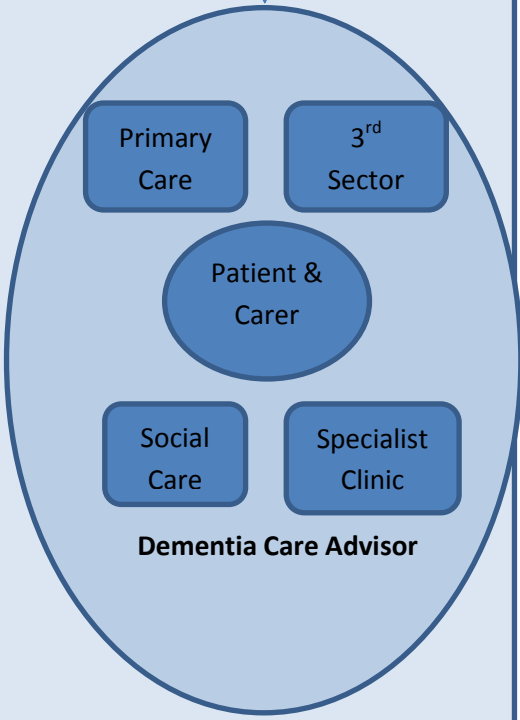 Primary
Care
3rd
Sector
Patient &
Carer
Social
Care
Specialist
Clinic
Dementia Care Advisor